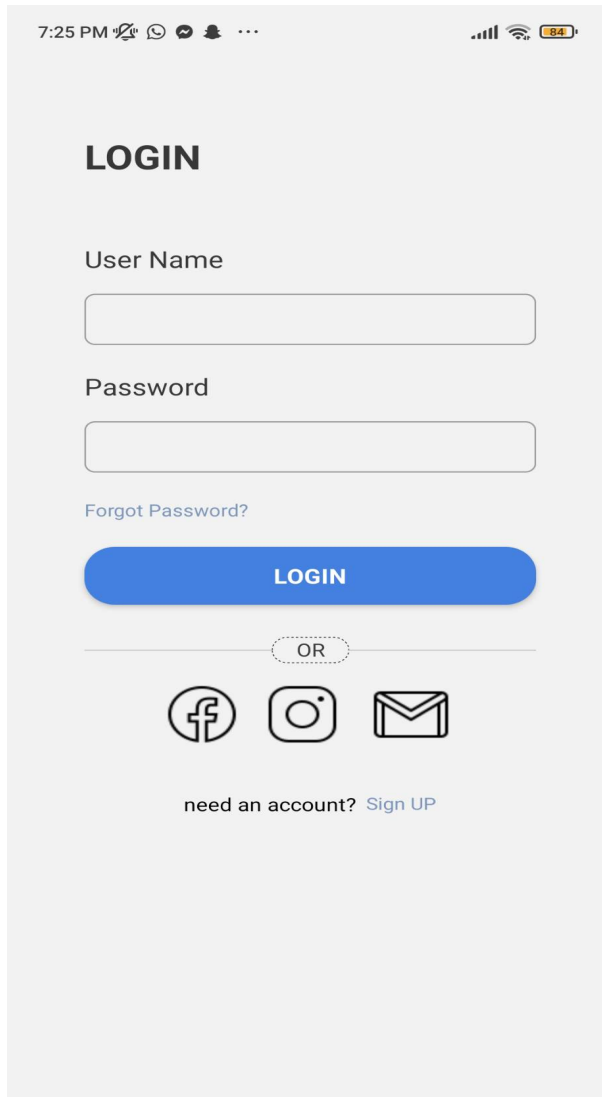 7:25 PM 84
LOGIN
User Name
Password
Forgot Password?
LOGIN
OR
need an account? Sign UP